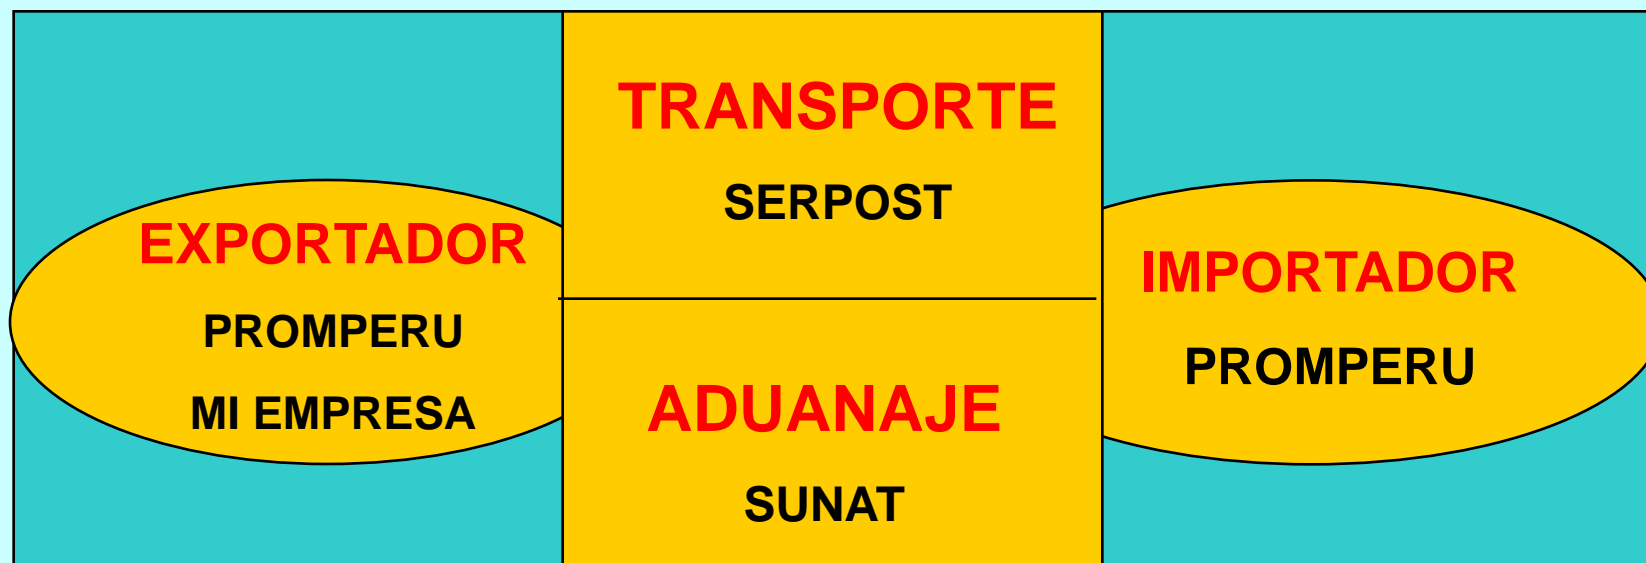 EXPORTADOR
PROMPERU
MI EMPRESA
TRANSPORTE
SERPOST
ADUANAJE
SUNAT
IMPORTADOR
PROMPERU